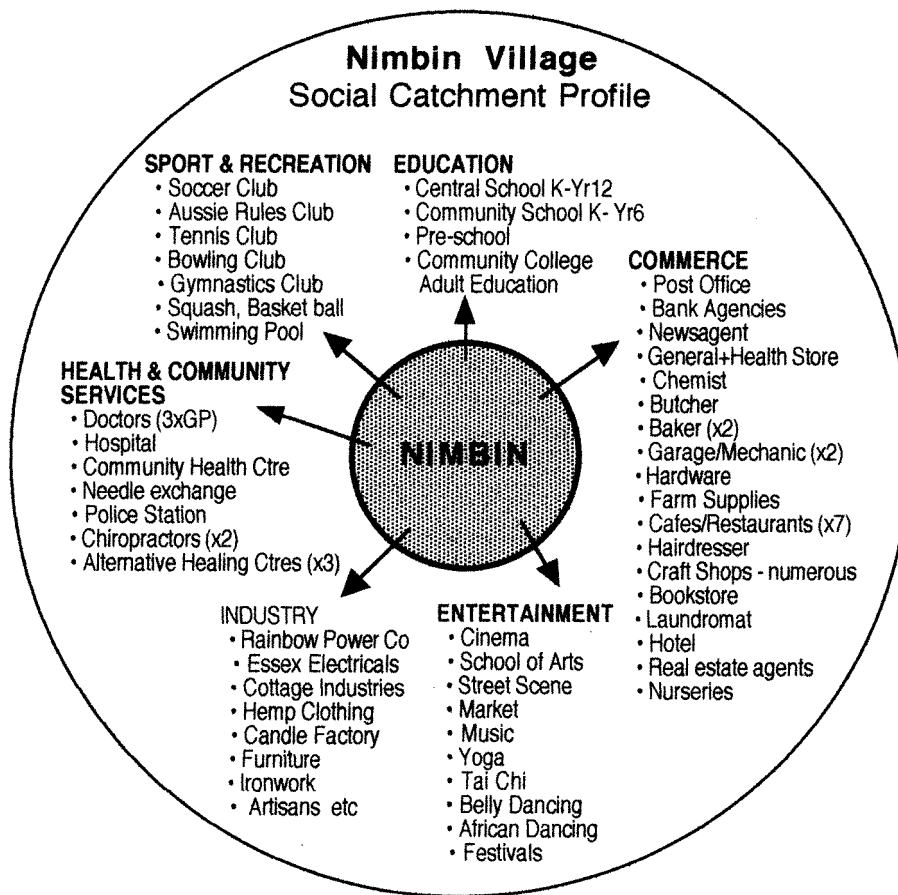 Nimbin Village
Social Catchment Profile
SPORT & RECREATION
• Soccer Club
• Aussie Rules Club
• Tennis Club
• Bowling Club
• Gymnastics Club
• Squash, Basket ball
• Swimming Pool
EDUCATION
• Central School K-Yr12
• Community School K- Yr6
• Pre-school
• Community College
Adult Education
COMMERCE
• Post Office
• Bank Agencies
• Newsagent
• General+Health Store
• Chemist
• Butcher
• Baker (x2)
• Garage/Mechanic (x2)
• Hardware
• Farm Supplies
• Cafes/Restaurants (x7)
• Hairdresser
• Craft Shops - numerous
• Bookstore
• Laundromat
• Hotel
• Real estate agents
• Nurseries
HEALTH & COMMUNITY
SERVICES
• Doctors (3xGP)
• Hospital
• Community Health Ctre
• Needle exchange
• Police Station
• Chiropractors (x2)
• Alternative Healing Ctres (x3)
NIMBIN
INDUSTRY
• Rainbow Power Co
• Essex Electricals
• Cottage Industries
• Hemp Clothing
• Candle Factory
• Furniture
• Ironwork
• Artisans etc
ENTERTAINMENT
• Cinema
• School of Arts
• Street Scene
• Market
• Music
• Yoga
• Tai Chi
• Belly Dancing
• African Dancing
• Festivals